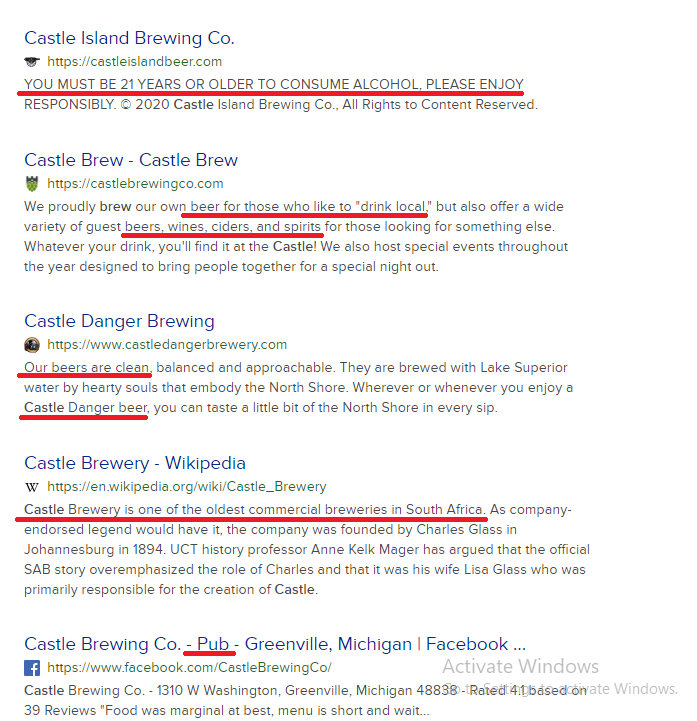 Castle Island Brewing Co.
https://castleislandbeer.com
YOU MUST BE 21 YEARS OR OLDER TO CONSUME ALCOHOL, PLEASE ENJOY
RESPONSIBLY. © 2020 Castle Island Brewing Co., All Rights to Content Reserved.
Castle Brew - Castle Brew
https://castlebrewingco.com
We proudly brew our own beer for those who like to "drink local," but also offer a wide
variety of guest beers, wines, ciders, and spirits for those looking for something else.
Whatever your drink, you'll find it at the Castle! We also host special events throughout
the year designed to bring people together for a special night out.
Castle Danger Brewing
https://www.castledangerbrewery.com
Our beers are clean, balanced and approachable. They are brewed with Lake Superior
water by hearty souls that embody the North Shore. Wherever or whenever you enjoy a
Castle Danger beer, you can taste a little bit of the North Shore in every sip.
Castle Brewery - Wikipedia
W https://en.wikipedia.org/wiki/Castle_Brewery
Castle Brewery is one of the oldest commercial breweries in South Africa. As company-
endorsed legend would have it, the company was founded by Charles Glass in
Johannesburg in 1894. UCT history professor Anne Kelk Mager has argued that the official
SAB story overemphasized the role of Charles and that it was his wife Lisa Glass who was
primarily responsible for the creation of Castle.
Castle Brewing Co. - Pub - Greenville, Michigan | Facebook ...
f https://www.facebook.com/CastleBrewingCo/
Activate Windows
Castle Brewing Co. - 1310 W Washington, Greenville, Michigan 48838 - Rated 4.1 based on
Go to Settings to activate Windows.
39 Reviews "Food was marginal at best, menu is short and wait...